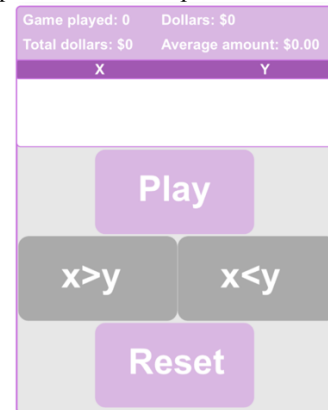 Game played: 0 Dollars: $0
Total dollars: $0 Average amount: $0.00
X Y
Play
x>y x<y
Reset